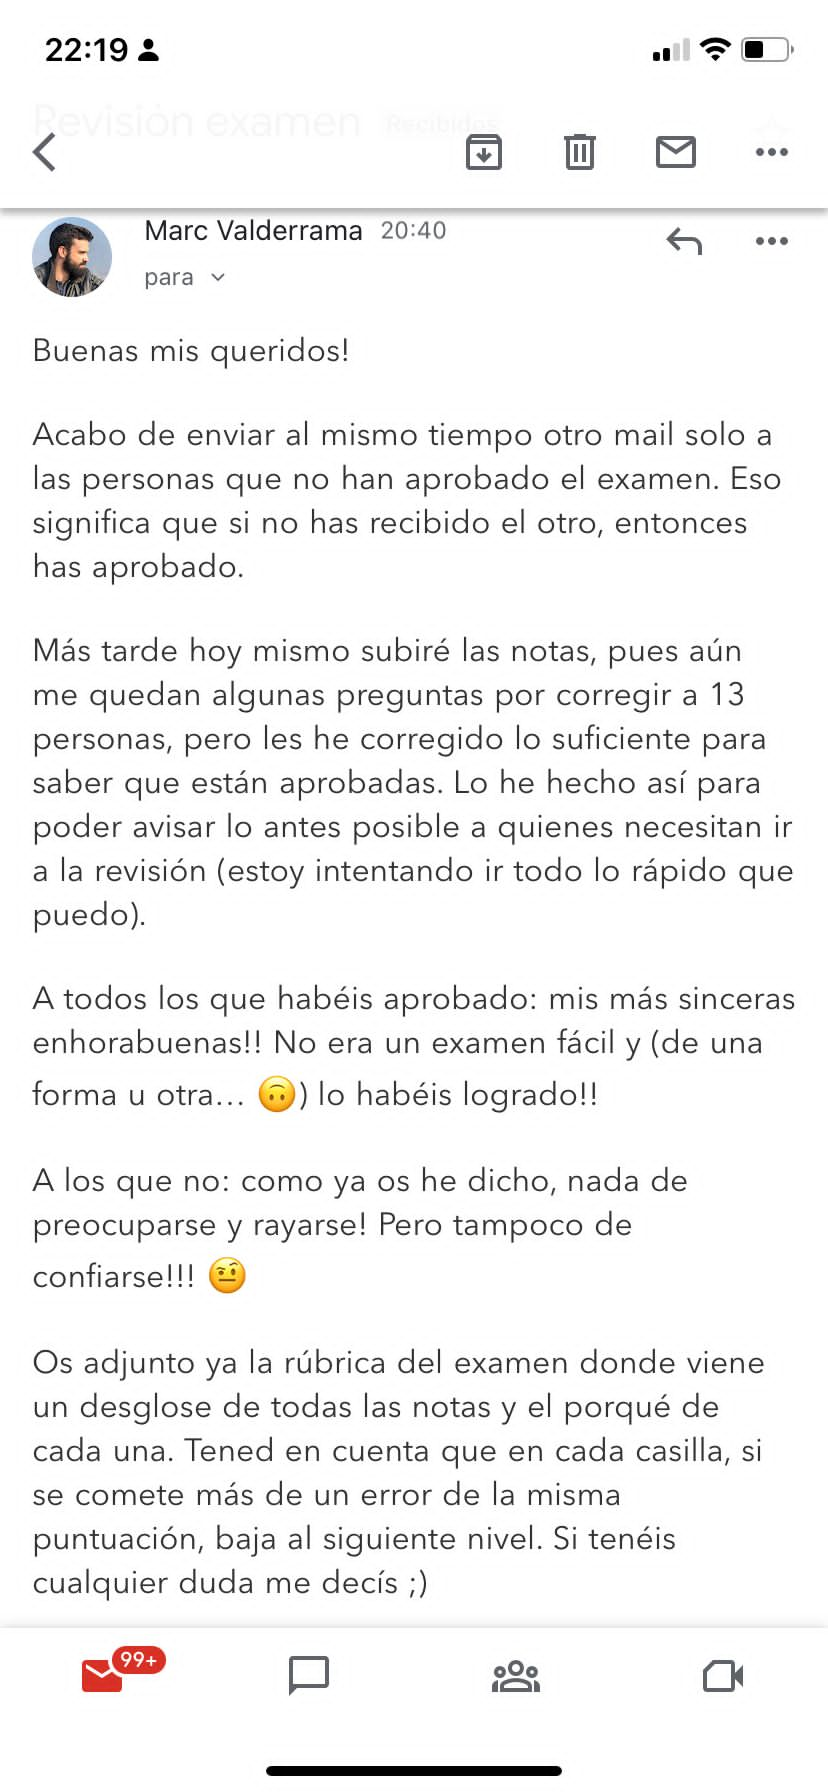 22:19
Revisión examen Recibidos
Marc Valderrama 20:40
para
Buenas mis queridos!
Acabo de enviar al mismo tiempo otro mail solo a
las personas que no han aprobado el examen. Eso
significa que si no has recibido el otro, entonces
has aprobado.
Más tarde hoy mismo subiré las notas, pues aún
me quedan algunas preguntas por corregir a 13
personas, pero les he corregido lo suficiente para
saber que están aprobadas. Lo he hecho así para
poder avisar lo antes posible a quienes necesitan ir
a la revisión (estoy intentando ir todo lo rápido que
puedo).
A todos los que habéis aprobado: mis más sinceras
enhorabuenas!! No era un examen fácil y (de una
forma u otra... 🙃) lo habéis logrado!!
A los que no: como ya os he dicho, nada de
preocuparse y rayarse! Pero tampoco de
confiarse!!! 🤨
Os adjunto ya la rúbrica del examen donde viene
un desglose de todas las notas y el porqué de
cada una. Tened en cuenta que en cada casilla, si
se comete más de un error de la misma
puntuación, baja al siguiente nivel. Si tenéis
cualquier duda me decís ;)
99+